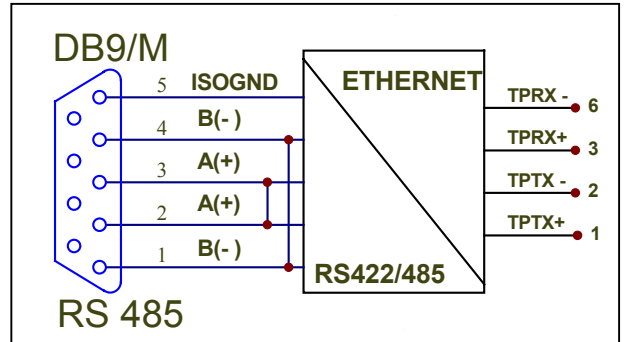 DB9/M
5 ISOGND
ETHERNET
TPRX - 6
4 B(- )
TPRX+ 3
3 A(+)
TPTX - 2
2 A(+)
TPTX+ 1
1 B(- )
RS422/485
RS 485